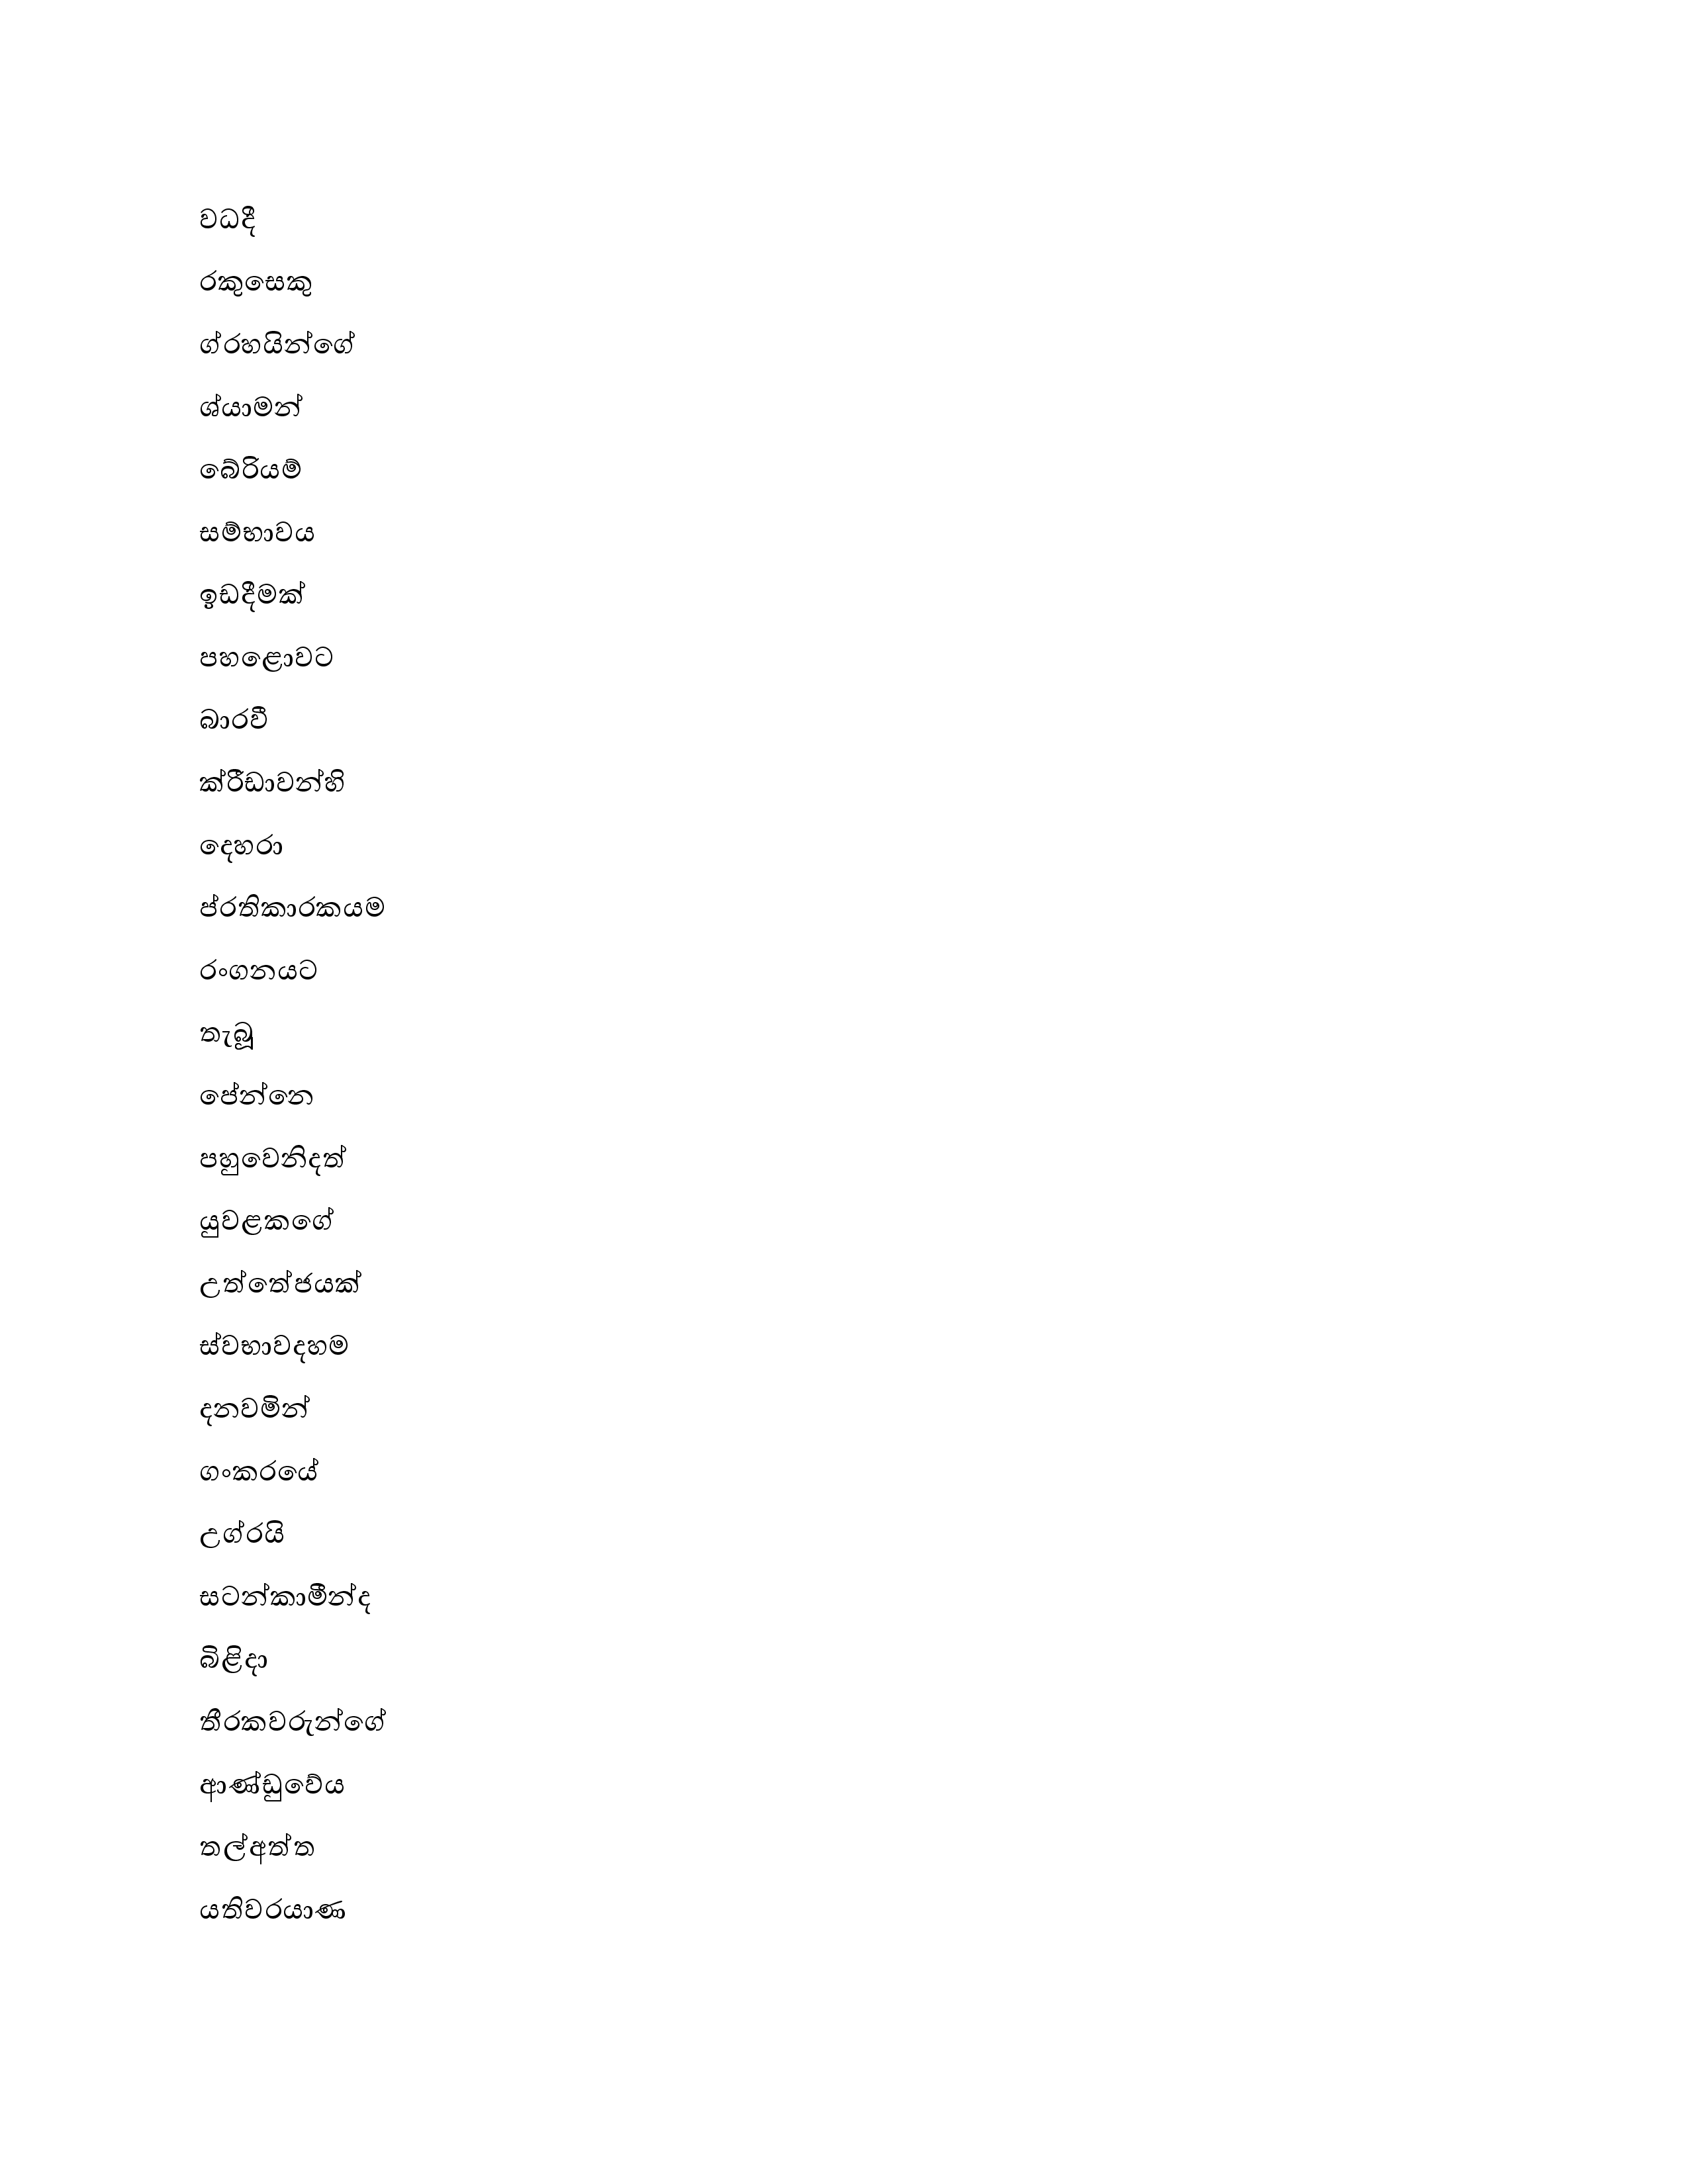 වධදී
රකුසෙකු
ග්රහයින්ගේ
ශ්යාමන්
බේරියම්
සම්භාවය
ඉඩදීමක්
පහළොවට
බාරවී
ක්රීඩාවන්හි
දෙහරා
ප්රතිකාරකයම
රංගනයට
තැබූ
පේන්නෙ
පහුවෙනිදත්
යුවළකගේ
උත්තේජයක්
ස්වභාවදහම
දනවමින්
ගංකරයේ
උග්රයි
සටන්කාමීන්ද
බිළිදා
තීරකවරුන්ගේ
ආණ්ඩුවේය
තල්අත්ත
යතිවරයාණ